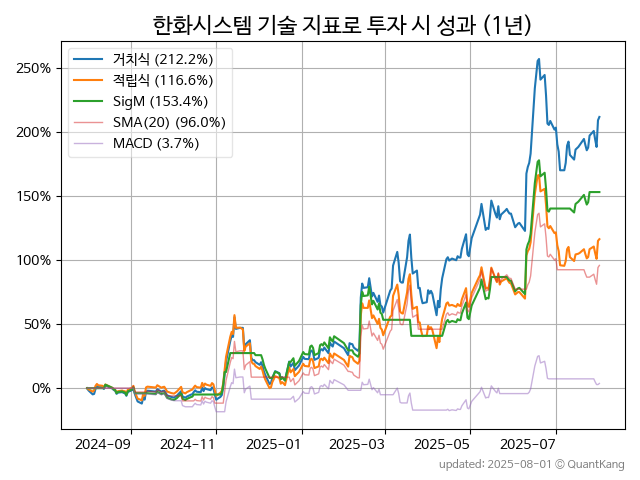 한화시스템 기술 지표로 투자 시 성과 (1년)
거치식 (212.2%)
적립식 (116.6%)
SigM (153.4%)
SMA(20) (96.0%)
MACD (3.7%)
250%
200%
150%
100%
50%
0%
2024-09 2024-11 2025-01 2025-03 2025-05 2025-07
updated: 2025-08-01 © QuantKang